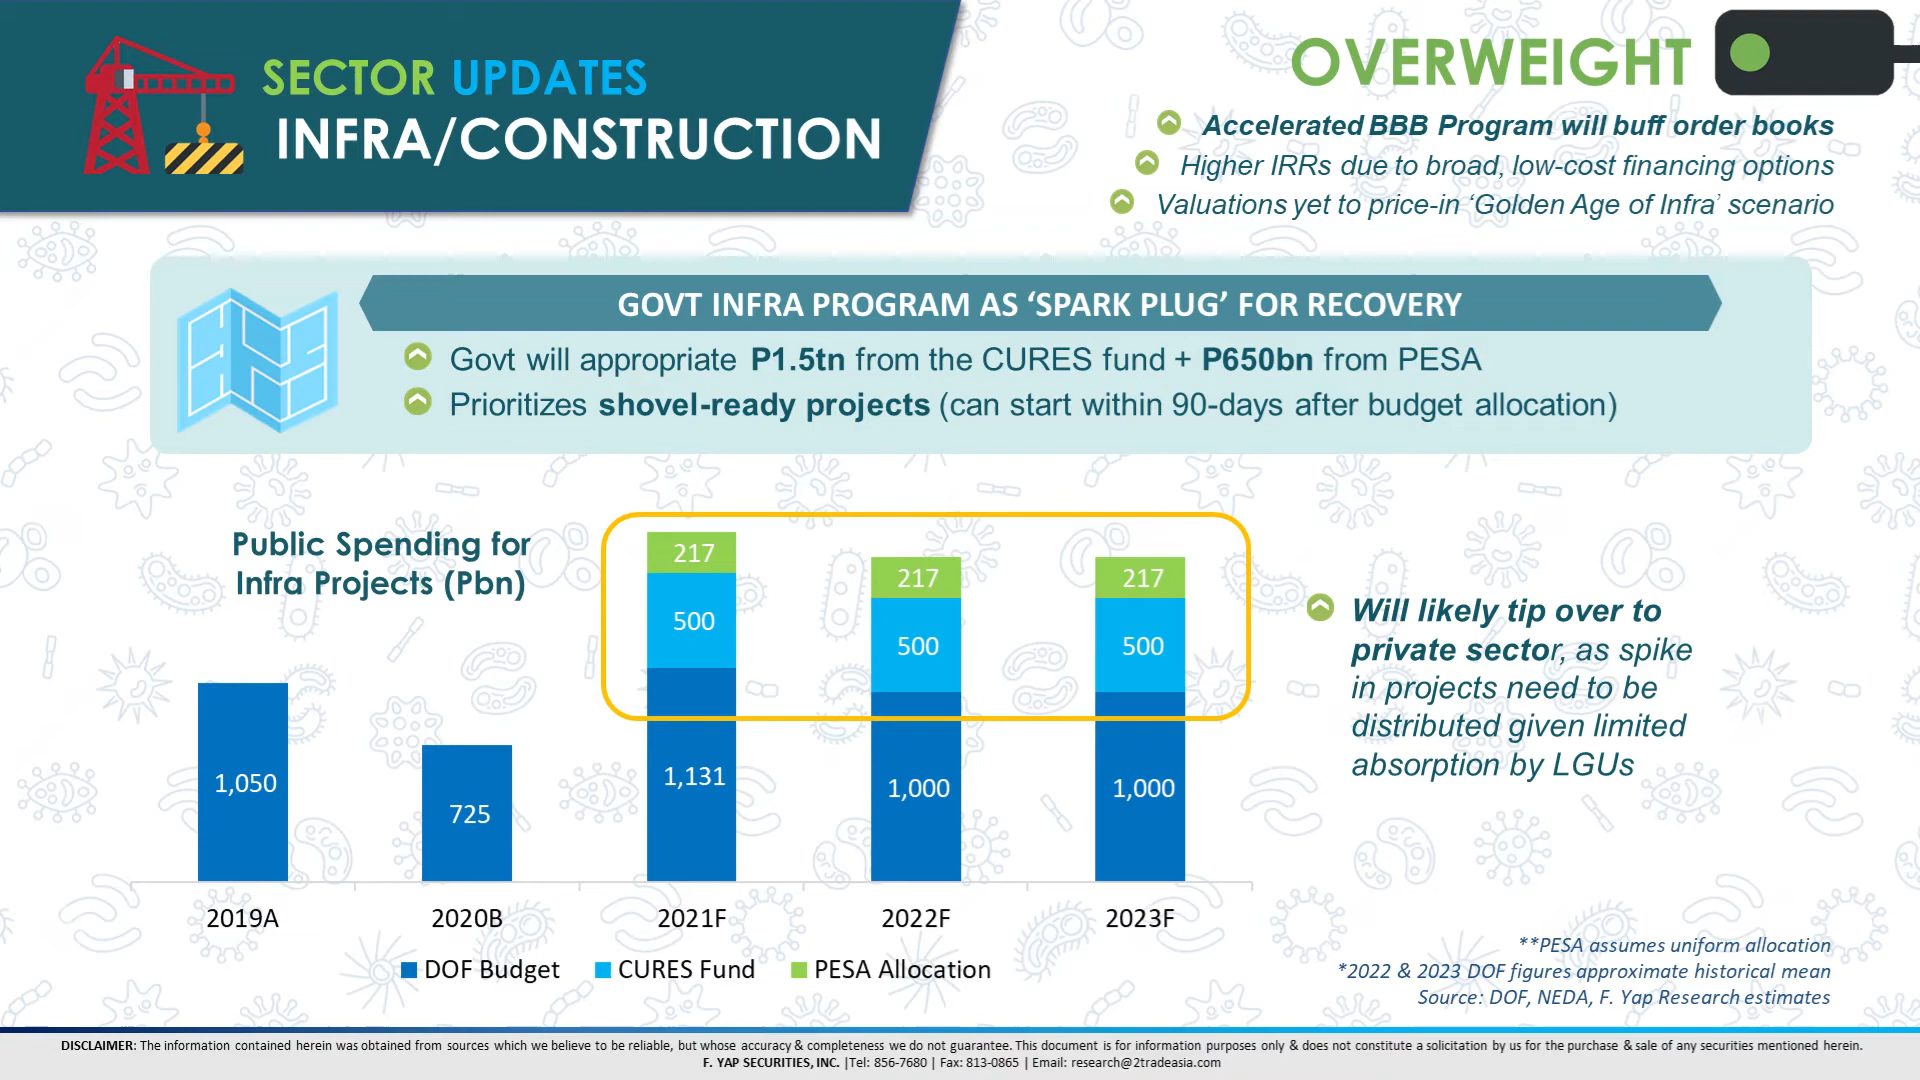 SECTOR UPDATES
INFRA/CONSTRUCTION
OVERWEIGHT
Accelerated BBB Program will buff order books
Higher IRRs due to broad, low-cost financing options
Valuations yet to price-in ‘Golden Age of Infra’ scenario
GOVT INFRA PROGRAM AS ‘SPARK PLUG’ FOR RECOVERY
Govt will appropriate P1.5tn from the CURES fund + P650bn from PESA
Prioritizes shovel-ready projects (can start within 90-days after budget allocation)
Public Spending for
Infra Projects (Pbn)
217
217
217
500
500
500
1,050
725
1,131
1,000
1,000
2019A
2020B
2021F
2022F
2023F
DOF Budget
CURES Fund
PESA Allocation
Will likely tip over to
private sector, as spike
in projects need to be
distributed given limited
absorption by LGUs
**PESA assumes uniform allocation
*2022 & 2023 DOF figures approximate historical mean
Source: DOF, NEDA, F. Yap Research estimates
DISCLAIMER: The information contained herein was obtained from sources which we believe to be reliable, but whose accuracy & completeness we do not guarantee. This document is for information purposes only & does not constitute a solicitation by us for the purchase & sale of any securities mentioned herein.
F. YAP SECURITIES, INC. |Tel: 856-7680 | Fax: 813-0865 | Email: research@2tradeasia.com